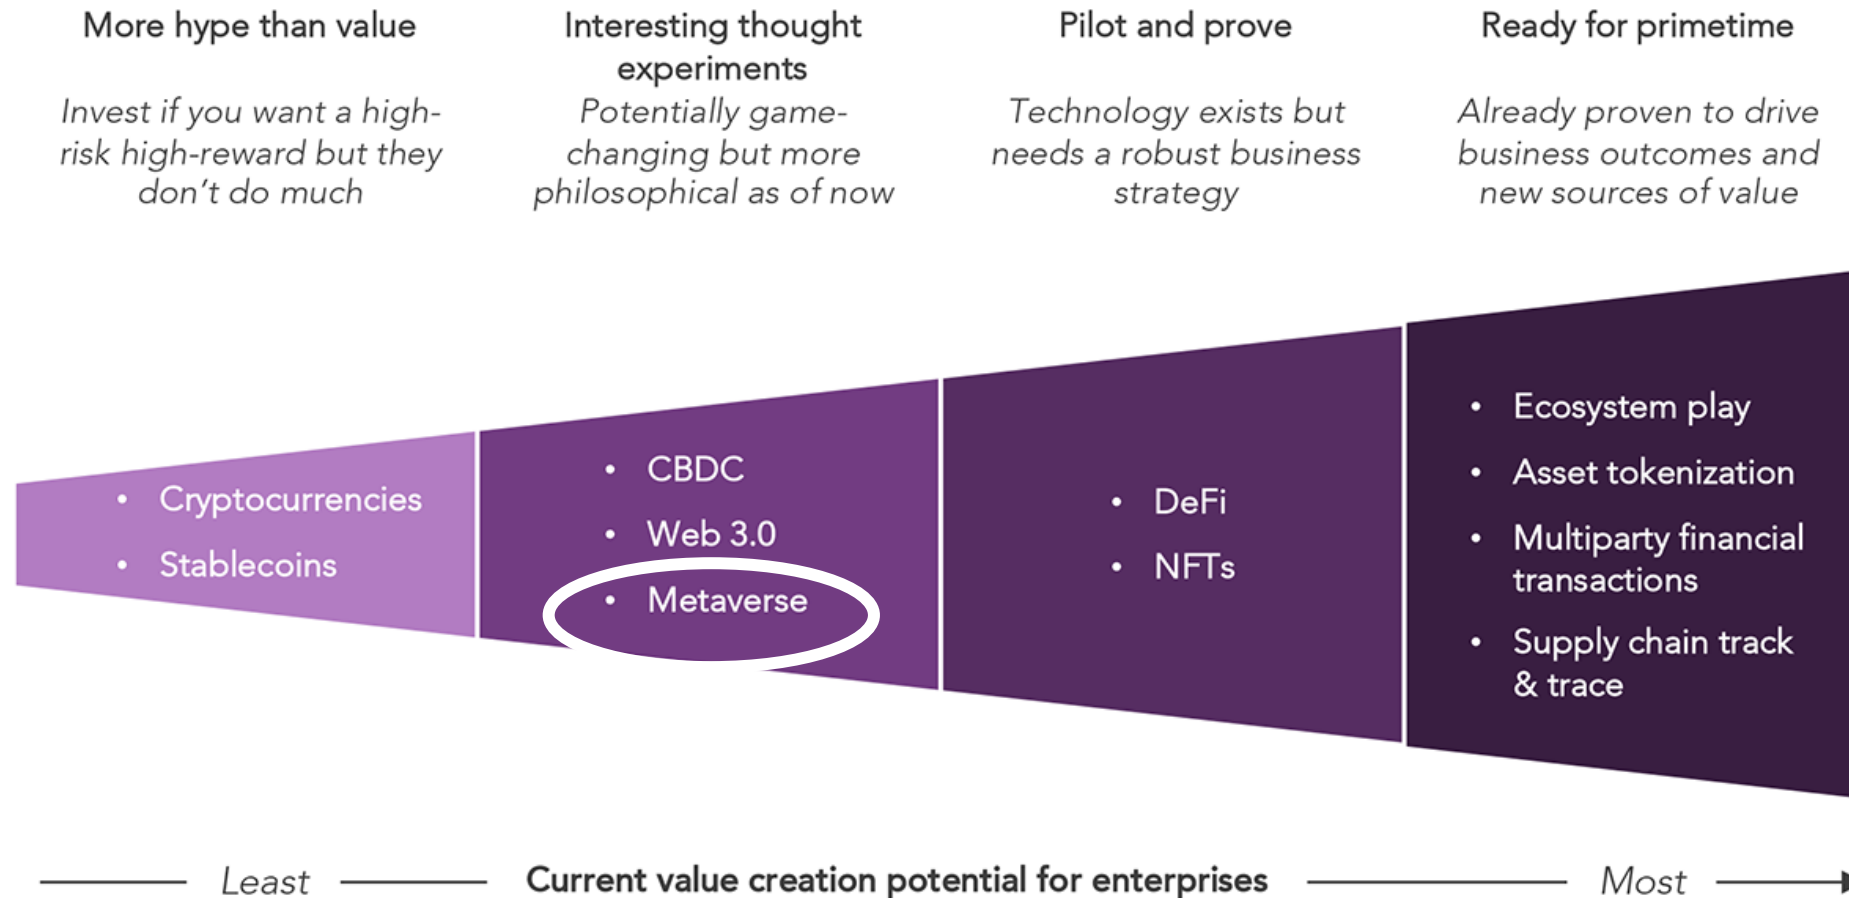 More hype than value
Invest if you want a high-
risk high-reward but they
don't do much
Interesting thought
experiments
Potentially game-
changing but more
philosophical as of now
Pilot and prove
Technology exists but
needs a robust business
strategy
Ready for primetime
Already proven to drive
business outcomes and
new sources of value
• Cryptocurrencies
• Stablecoins
• CBDC
• Web 3.0
• Metaverse
• DeFi
• NFTs
• Ecosystem play
• Asset tokenization
• Multiparty financial
transactions
• Supply chain track
& trace
Least
Current value creation potential for enterprises
Most